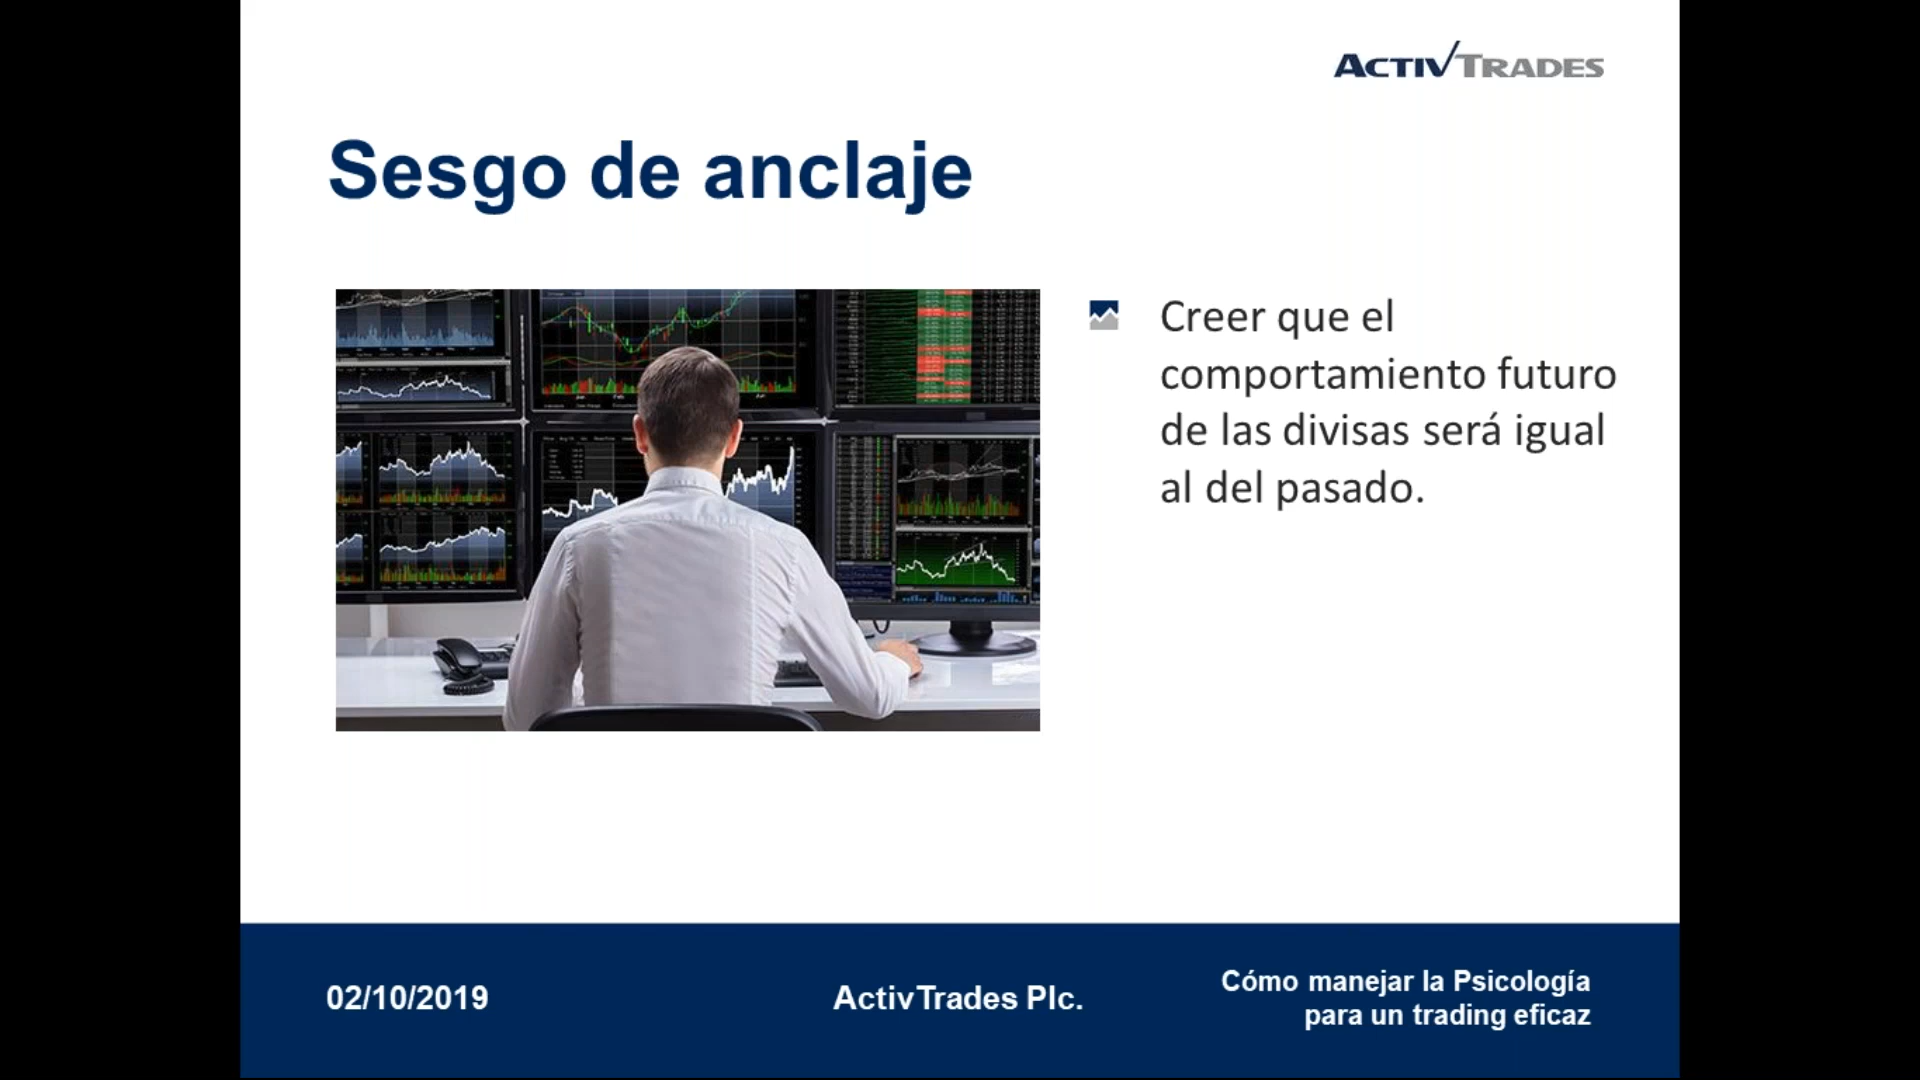 ACTIVTRADES
Sesgo de anclaje
Creer que el
comportamiento futuro
de las divisas será igual
al del pasado.
02/10/2019
ActivTrades Plc.
Cómo manejar la Psicología
para un trading eficaz